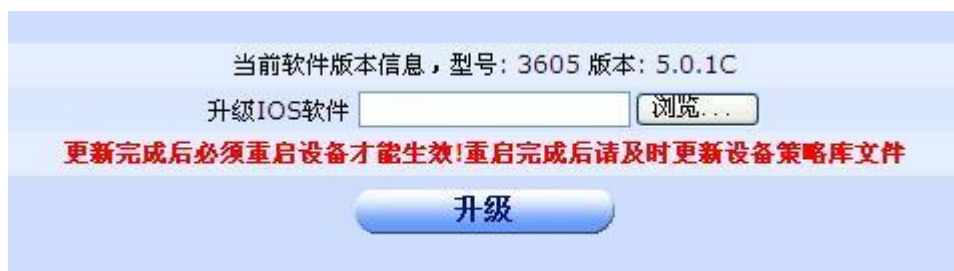 当前软件版本信息，型号: 3605 版本: 5.0.1C
升级IOS软件 浏览...
更新完成后必须重启设备才能生效!重启完成后请及时更新设备策略库文件
升级